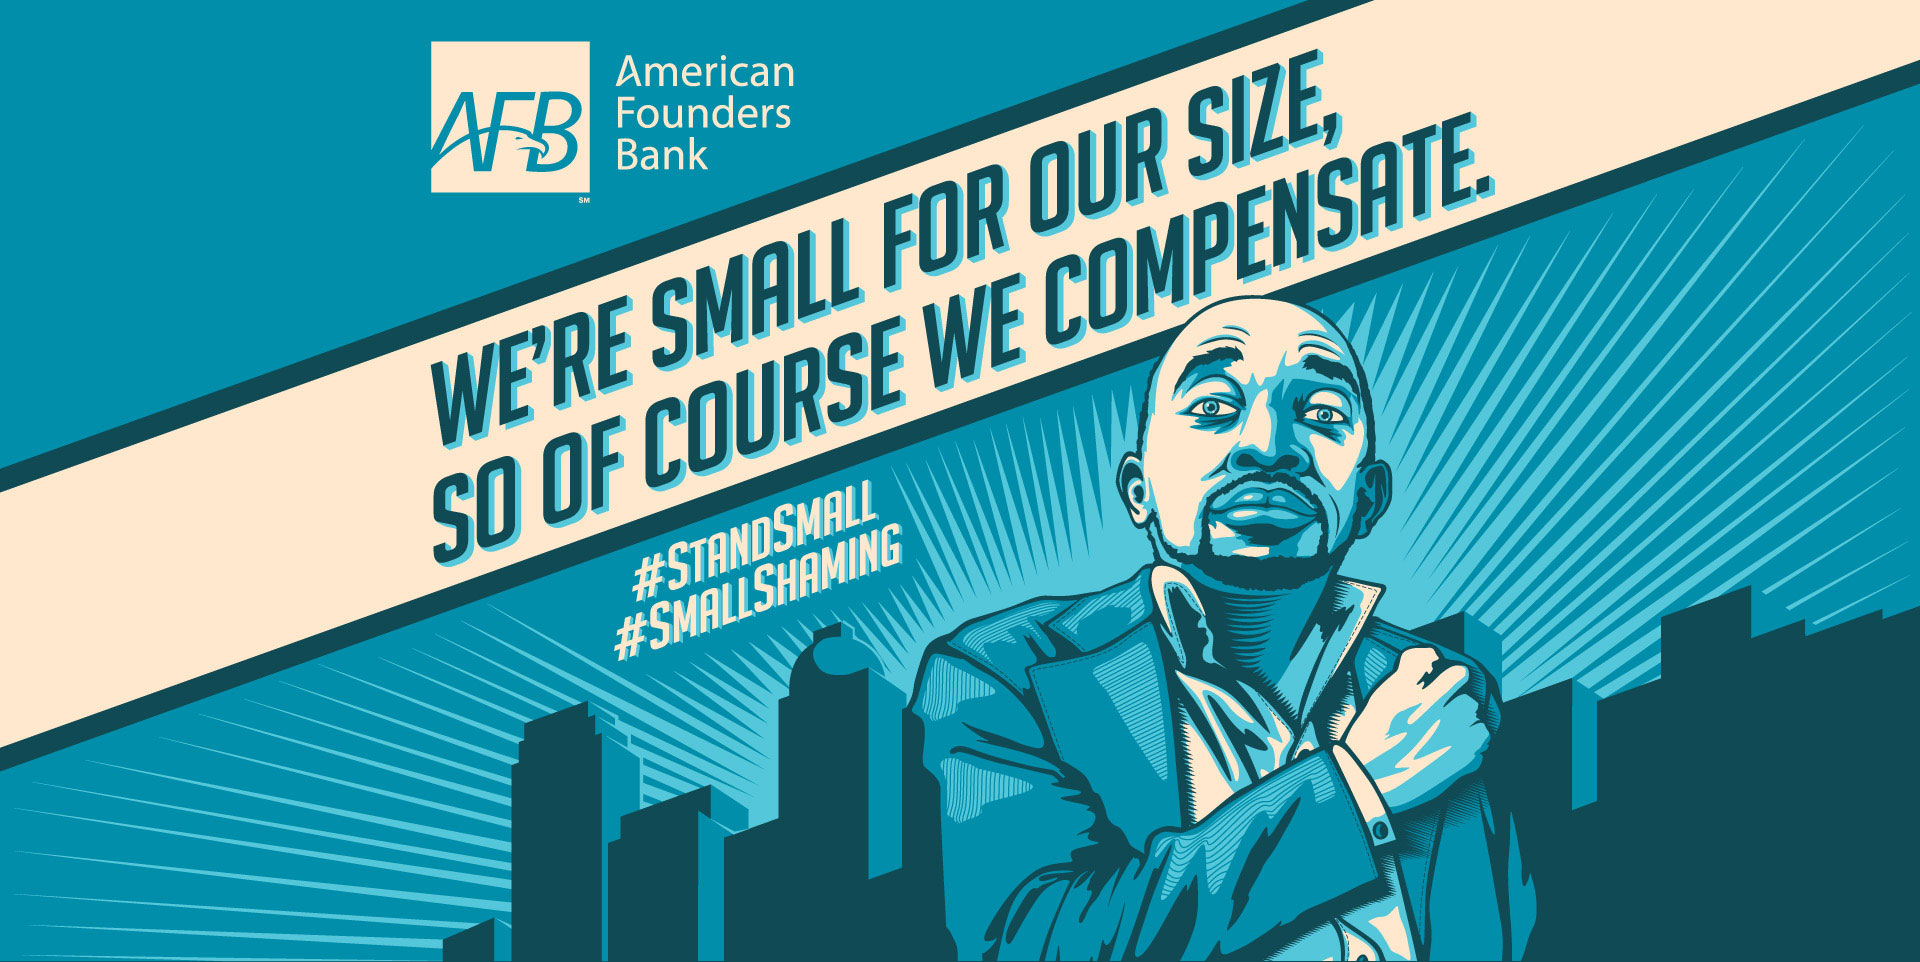 AFB
SM
American
Founders
Bank
WE'RE SMALL FOR OUR SIZE,
SO OF COURSE WE COMPENSATE.
#STANDSMALL
#SMALLSHAMING